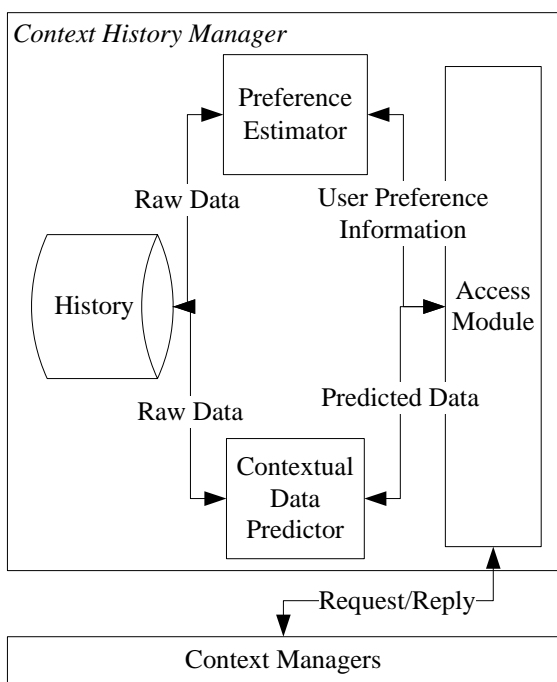 Context History Manager
Preference
Estimator
Raw Data
User Preference
Information
History
Access
Module
Raw Data
Predicted Data
Contextual
Data
Predictor
Request/Reply
Context Managers